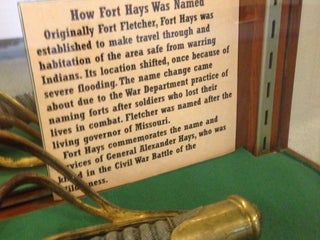 How Fort Hays Was Named
Originally Fort Fletcher, Fort Hays was
established to make travel through and
habitation of the area safe from warring
Indians. Its location shifted, once because of
severe flooding. The name change came
about due to the War Department practice of
naming forts after soldiers who lost their
lives in combat. Fletcher was named after the
living governor of Missouri.
Fort Hays commemorates the name and
services of General Alexander Hays, who was
killed in the Civil War Battle of the
Wilderness.